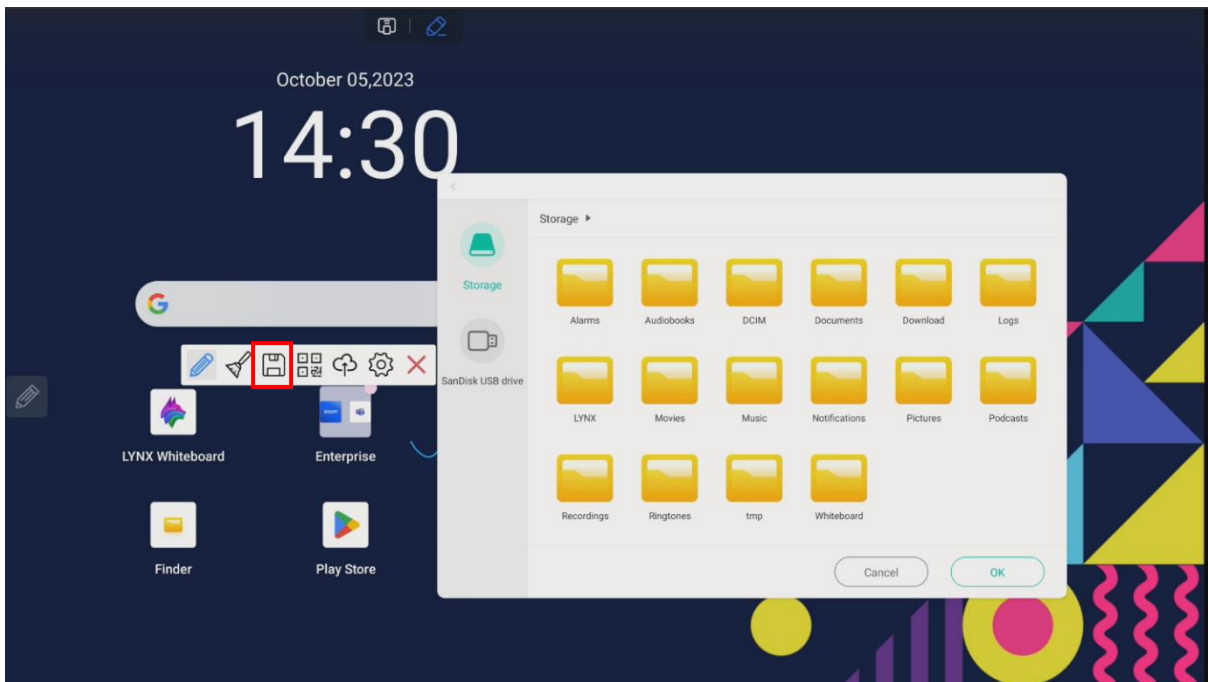 October 05,2023
14:30
Storage
Storage
SanDisk USB drive
Alarms
Audiobooks
DCIM
Documents
Download
Logs
LYNX
Movies
Music
Notifications
Pictures
Podcasts
Recordings
Ringtones
tmp
Whiteboard
Cancel
OK
LYNX Whiteboard
Enterprise
Finder
Play Store